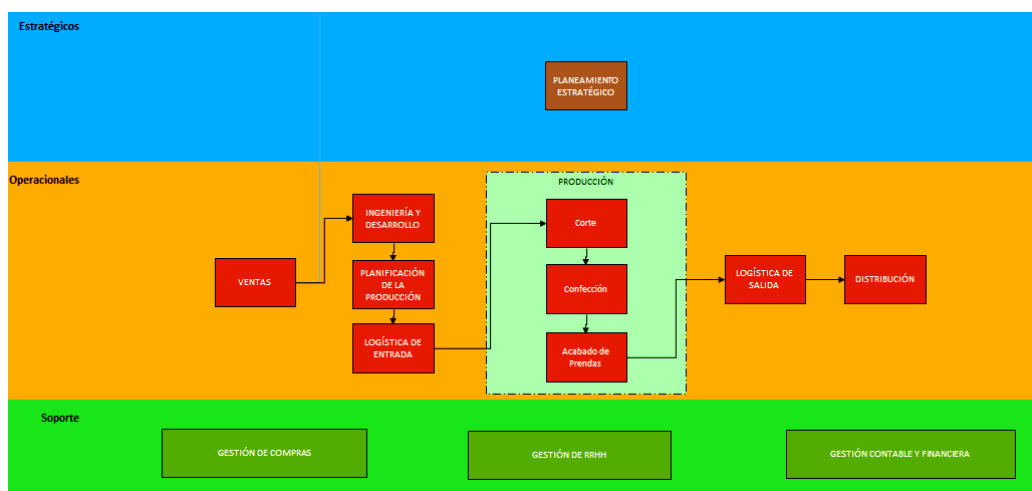 Estratégicos
PLANEAMIENTO
ESTRATÉGICO
Operacionales
PRODUCCIÓN
INGENIERÍA Y
DESARROLLO
Corte
VENTAS
PLANIFICACIÓN
DE LA
PRODUCCIÓN
Confección
LOGÍSTICA DE
SALIDA
DISTRIBUCIÓN
LOGÍSTICA DE
ENTRADA
Acabado de
Prendas
Soporte
GESTIÓN DE COMPRAS
GESTIÓN DE RRHH
GESTIÓN CONTABLE Y FINANCIERA